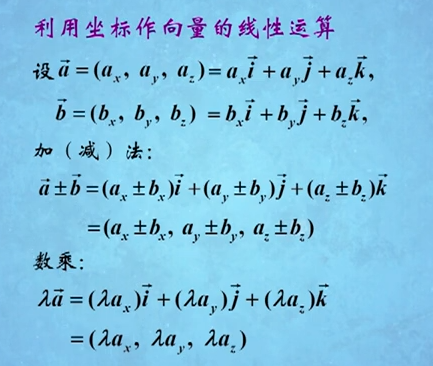 利用坐标作向量的线性运算
设 $\vec{a}=(a_x, a_y, a_z)=a_x\vec{i}+a_y\vec{j}+a_z\vec{k},$
$\vec{b}=(b_x, b_y, b_z)=b_x\vec{i}+b_y\vec{j}+b_z\vec{k},$
加（减）法：
$\vec{a}\pm\vec{b}=(a_x\pm b_x)\vec{i}+(a_y\pm b_y)\vec{j}+(a_z\pm b_z)\vec{k}$
$=(a_x\pm b_x, a_y\pm b_y, a_z\pm b_z)$
数乘：
$\lambda\vec{a}=(\lambda a_x)\vec{i}+(\lambda a_y)\vec{j}+(\lambda a_z)\vec{k}$
$=(\lambda a_x, \lambda a_y, \lambda a_z)$